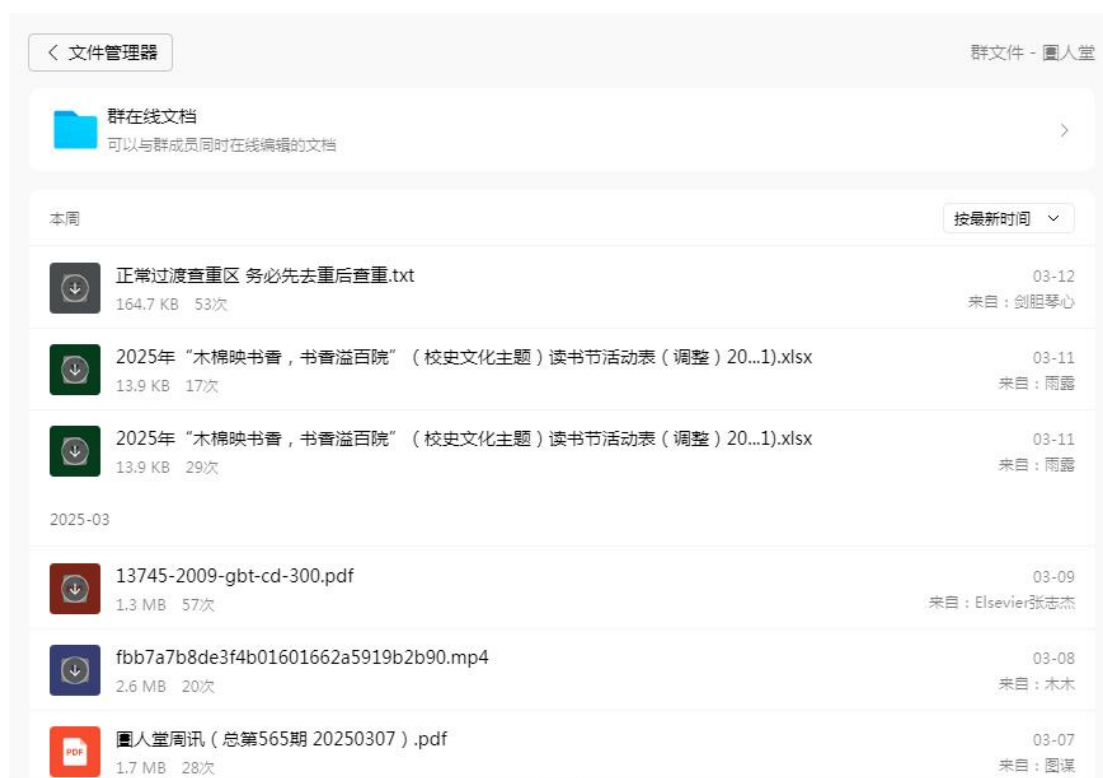 文件管理器
群文件 - 圕人堂
群在线文档
可以与群成员同时在线编辑的文档
本周
按最新时间
正常过渡查重区 务必先去重后查重.txt
03-12
164.7 KB 53次
来自：剑胆琴心
2025年“木棉映书香，书香溢百院”（校史文化主题）读书节活动表（调整）20...1).xlsx
03-11
13.9 KB 17次
来自：雨露
2025年“木棉映书香，书香溢百院”（校史文化主题）读书节活动表（调整）20...1).xlsx
03-11
13.9 KB 29次
来自：雨露
2025-03
13745-2009-gbt-cd-300.pdf
03-09
1.3 MB 57次
来自：Elsevier张志杰
fbb7a7b8de3f4b01601662a5919b2b90.mp4
03-08
2.6 MB 20次
来自：木木
圕人堂周讯（总第565期 20250307）.pdf
03-07
PDF
1.7 MB 28次
来自：图谋